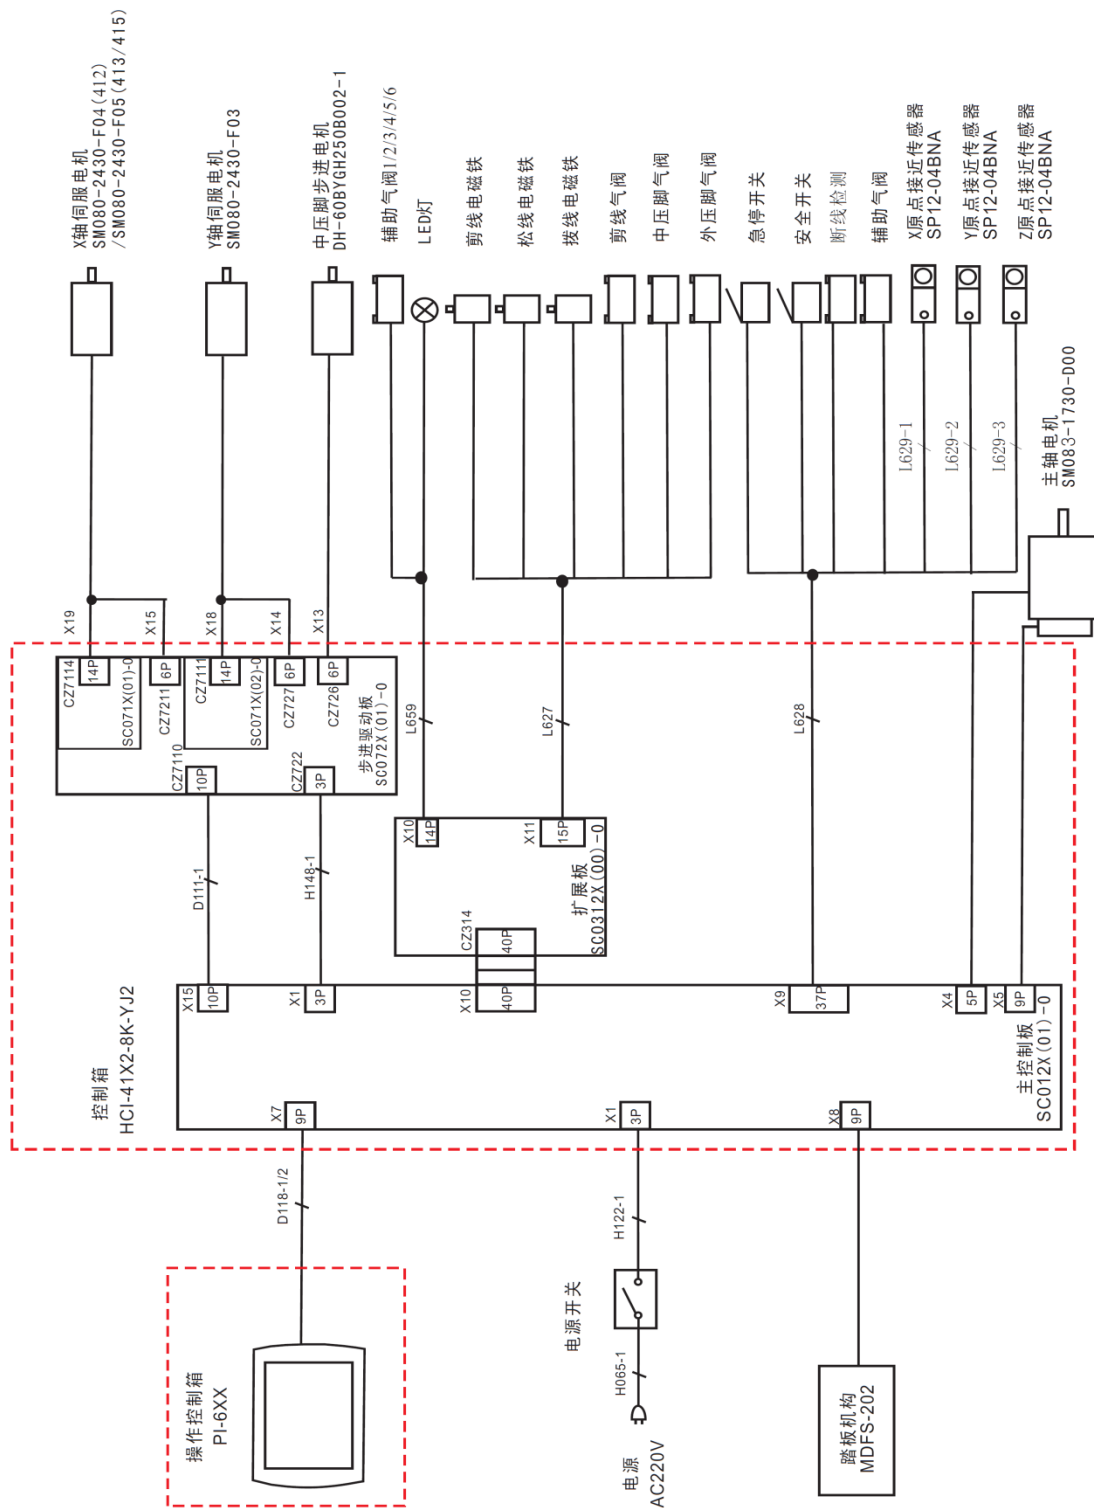 X轴伺服电机
SM080-2430-F04(412)
/SM080-2430-F05(413/415)
Y轴伺服电机
SM080-2430-F03
中压脚步进电机
DH-60BYGH250B002-1
辅助气阀1/2/3/4/5/6
LED灯
剪线电磁铁
松线电磁铁
拨线电磁铁
剪线气阀
中压脚气阀
外压脚气阀
急停开关
安全开关
断线检测
辅助气阀
X原点接近传感器
SP12-04BNA
Y原点接近传感器
SP12-04BNA
Z原点接近传感器
SP12-04BNA
L629-1
L629-2
L629-3
主轴电机
SM083-1730-D00
X19
X15
X18
X14
X13
CZ7114
14P
SC071X(01)-0
CZ7211
6P
CZ7111
14P
SC071X(02)-0
CZ727
6P
CZ726
6P
CZ7110
10P
CZ722
3P
步进驱动板
SC072X(01)-0
L659
L627
L628
D111-1
H148-1
X10
14P
X11
15P
CZ314
40P
扩展板
SC0312X(00)-0
控制箱
HCI-41X2-8K-YJ2
X15
10P
X1
3P
X10
40P
X9
37P
X4
5P
X5
9P
主控制板
SC012X(01)-0
X7
9P
X1
3P
X8
9P
D118-1/2
H122-1
操作控制箱
PI-6XX
电源开关
H065-1
电源
AC220V
踏板机构
MDFS-202